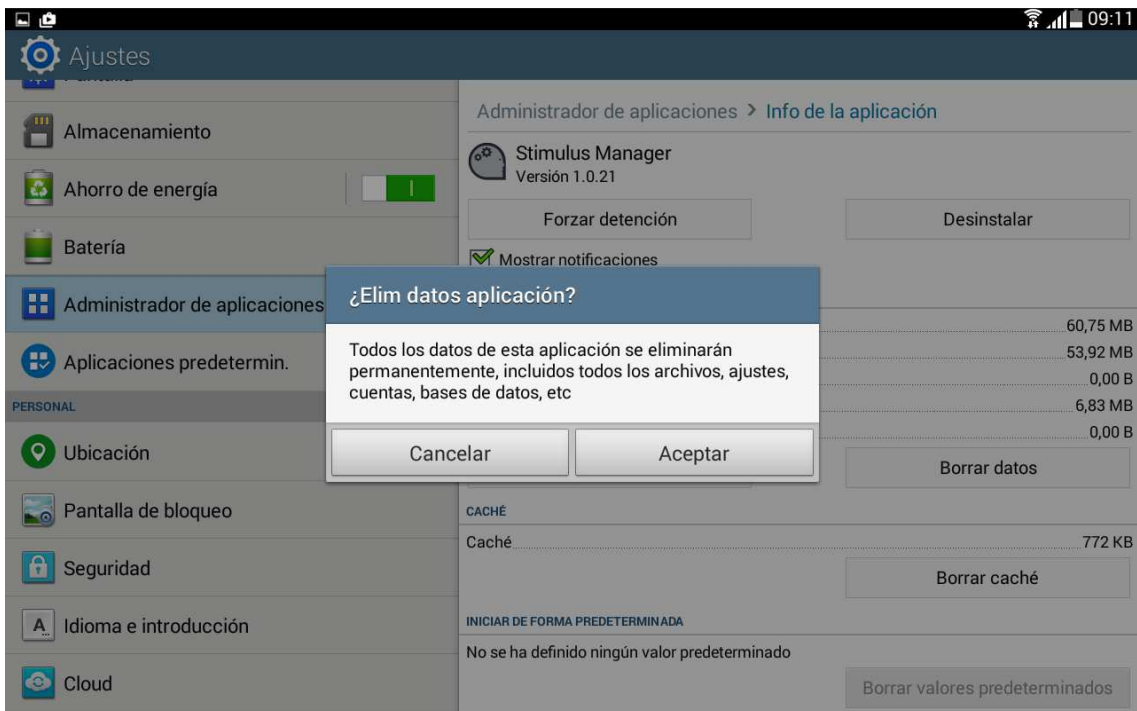 09:11
Ajustes
Almacenamiento
Ahorro de energía
Batería
Administrador de aplicaciones
Aplicaciones predetermin.
PERSONAL
Ubicación
Pantalla de bloqueo
Seguridad
Idioma e introducción
Cloud
Administrador de aplicaciones > Info de la aplicación
Stimulus Manager
Versión 1.0.21
Forzar detención
Desinstalar
Mostrar notificaciones
¿Elim datos aplicación?
Todos los datos de esta aplicación se eliminarán
permanentemente, incluidos todos los archivos, ajustes,
cuentas, bases de datos, etc
Cancelar
Aceptar
60,75 MB
53,92 MB
0,00 B
6,83 MB
0,00 B
Borrar datos
CACHÉ
Caché 772 KB
Borrar caché
INICIAR DE FORMA PREDETERMINADA
No se ha definido ningún valor predeterminado
Borrar valores predeterminados